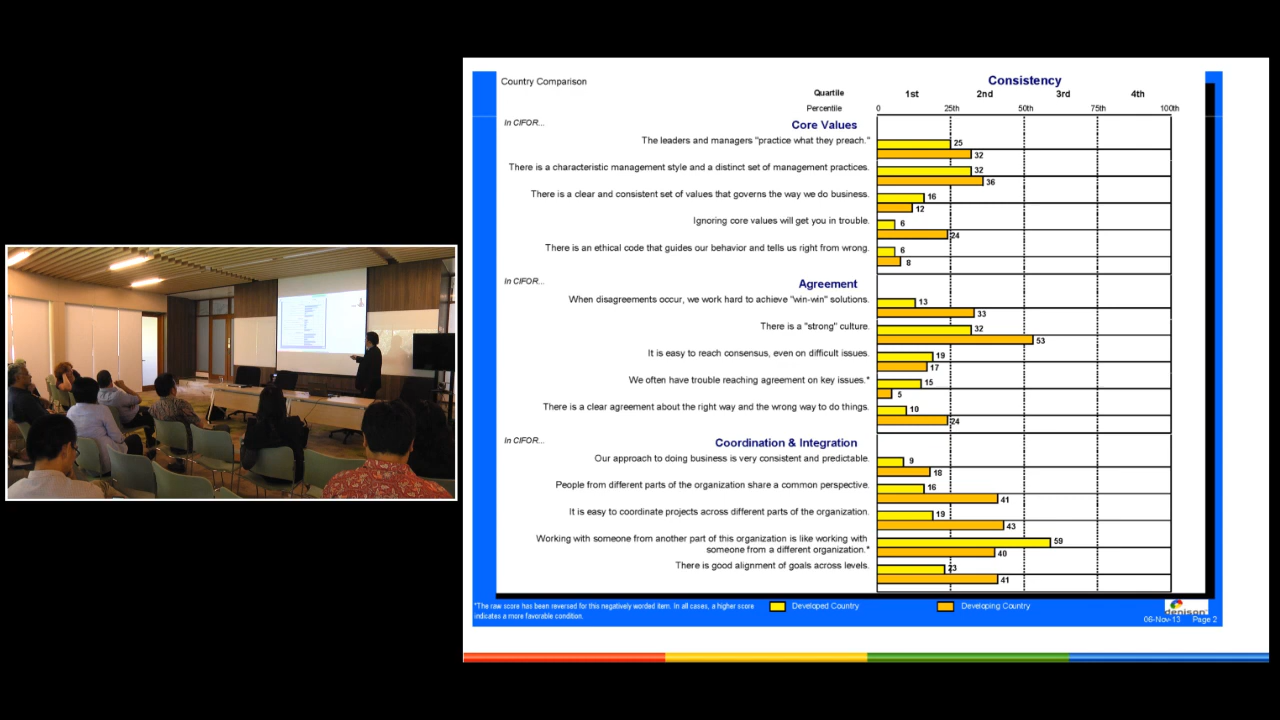 Country Comparison
Consistency
Quartile 1st 2nd 3rd 4th
Percentile 0 25th 50th 75th 100th
In CIFOR...
Core Values
The leaders and managers "practice what they preach." 25
32
There is a characteristic management style and a distinct set of management practices. 32
36
There is a clear and consistent set of values that governs the way we do business. 16
12
Ignoring core values will get you in trouble. 6
24
There is an ethical code that guides our behavior and tells us right from wrong. 6
8
In CIFOR...
Agreement
When disagreements occur, we work hard to achieve "win-win" solutions. 13
33
There is a "strong" culture. 32
53
It is easy to reach consensus, even on difficult issues. 19
17
We often have trouble reaching agreement on key issues.* 15
5
There is a clear agreement about the right way and the wrong way to do things. 10
24
In CIFOR...
Coordination & Integration
Our approach to doing business is very consistent and predictable. 9
18
People from different parts of the organization share a common perspective. 16
41
It is easy to coordinate projects across different parts of the organization. 19
43
Working with someone from another part of this organization is like working with 59
someone from a different organization.* 40
There is good alignment of goals across levels. 23
41
*The raw score has been reversed for this negatively worded item. In all cases, a higher score
indicates a more favorable condition.
Developed Country
Developing Country
denison
06-Nov-13 Page 2